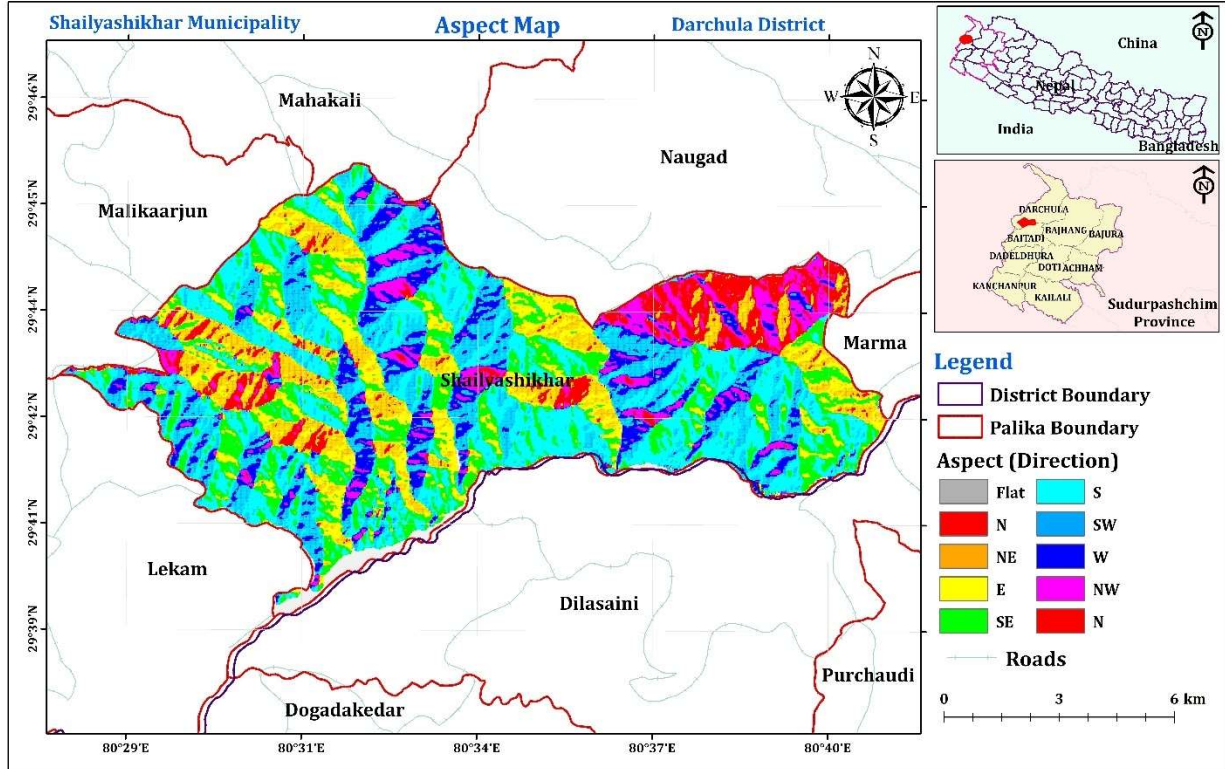 Shailyashikhar Municipality
Aspect Map
Darchula District
N
W E
S
29°46'N
29°45'N
29°44'N
29°42'N
29°41'N
29°39'N
Mahakali
Naugad
Malikaarjun
Marma
Shailyashikhar
Lekam
Dilasaini
Purchaudi
Dogadakedar
80°29'E
80°31'E
80°34'E
80°37'E
80°40'E
N
China
Nepal
India
Bangladesh
N
DARCHULA
BAJHANG
BAJURA
BAITADI
DADELDHURA
DOTI
ACHHAM
KANCHANPUR
KAILALI
Sudurpashchim
Province
Legend
District Boundary
Palika Boundary
Aspect (Direction)
Flat
S
N
SW
NE
W
E
NW
SE
N
Roads
0 3 6 km